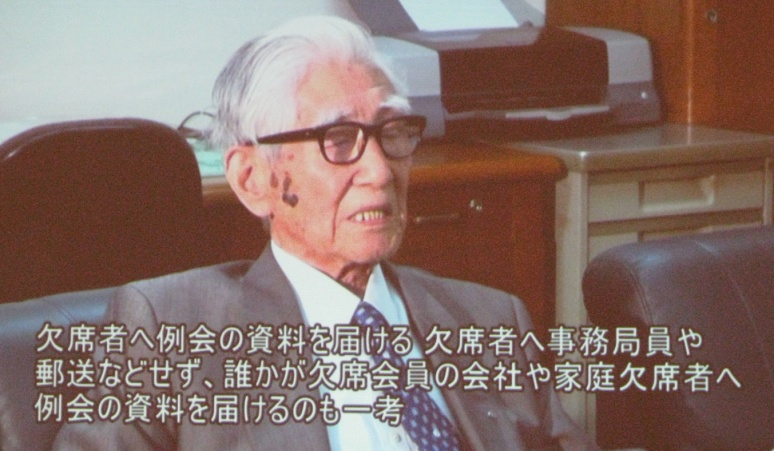 欠席者へ例会の資料を届ける 欠席者へ事務局員や
郵送などせず、誰かが欠席会員の会社や家庭欠席者へ
例会の資料を届けるのも一考